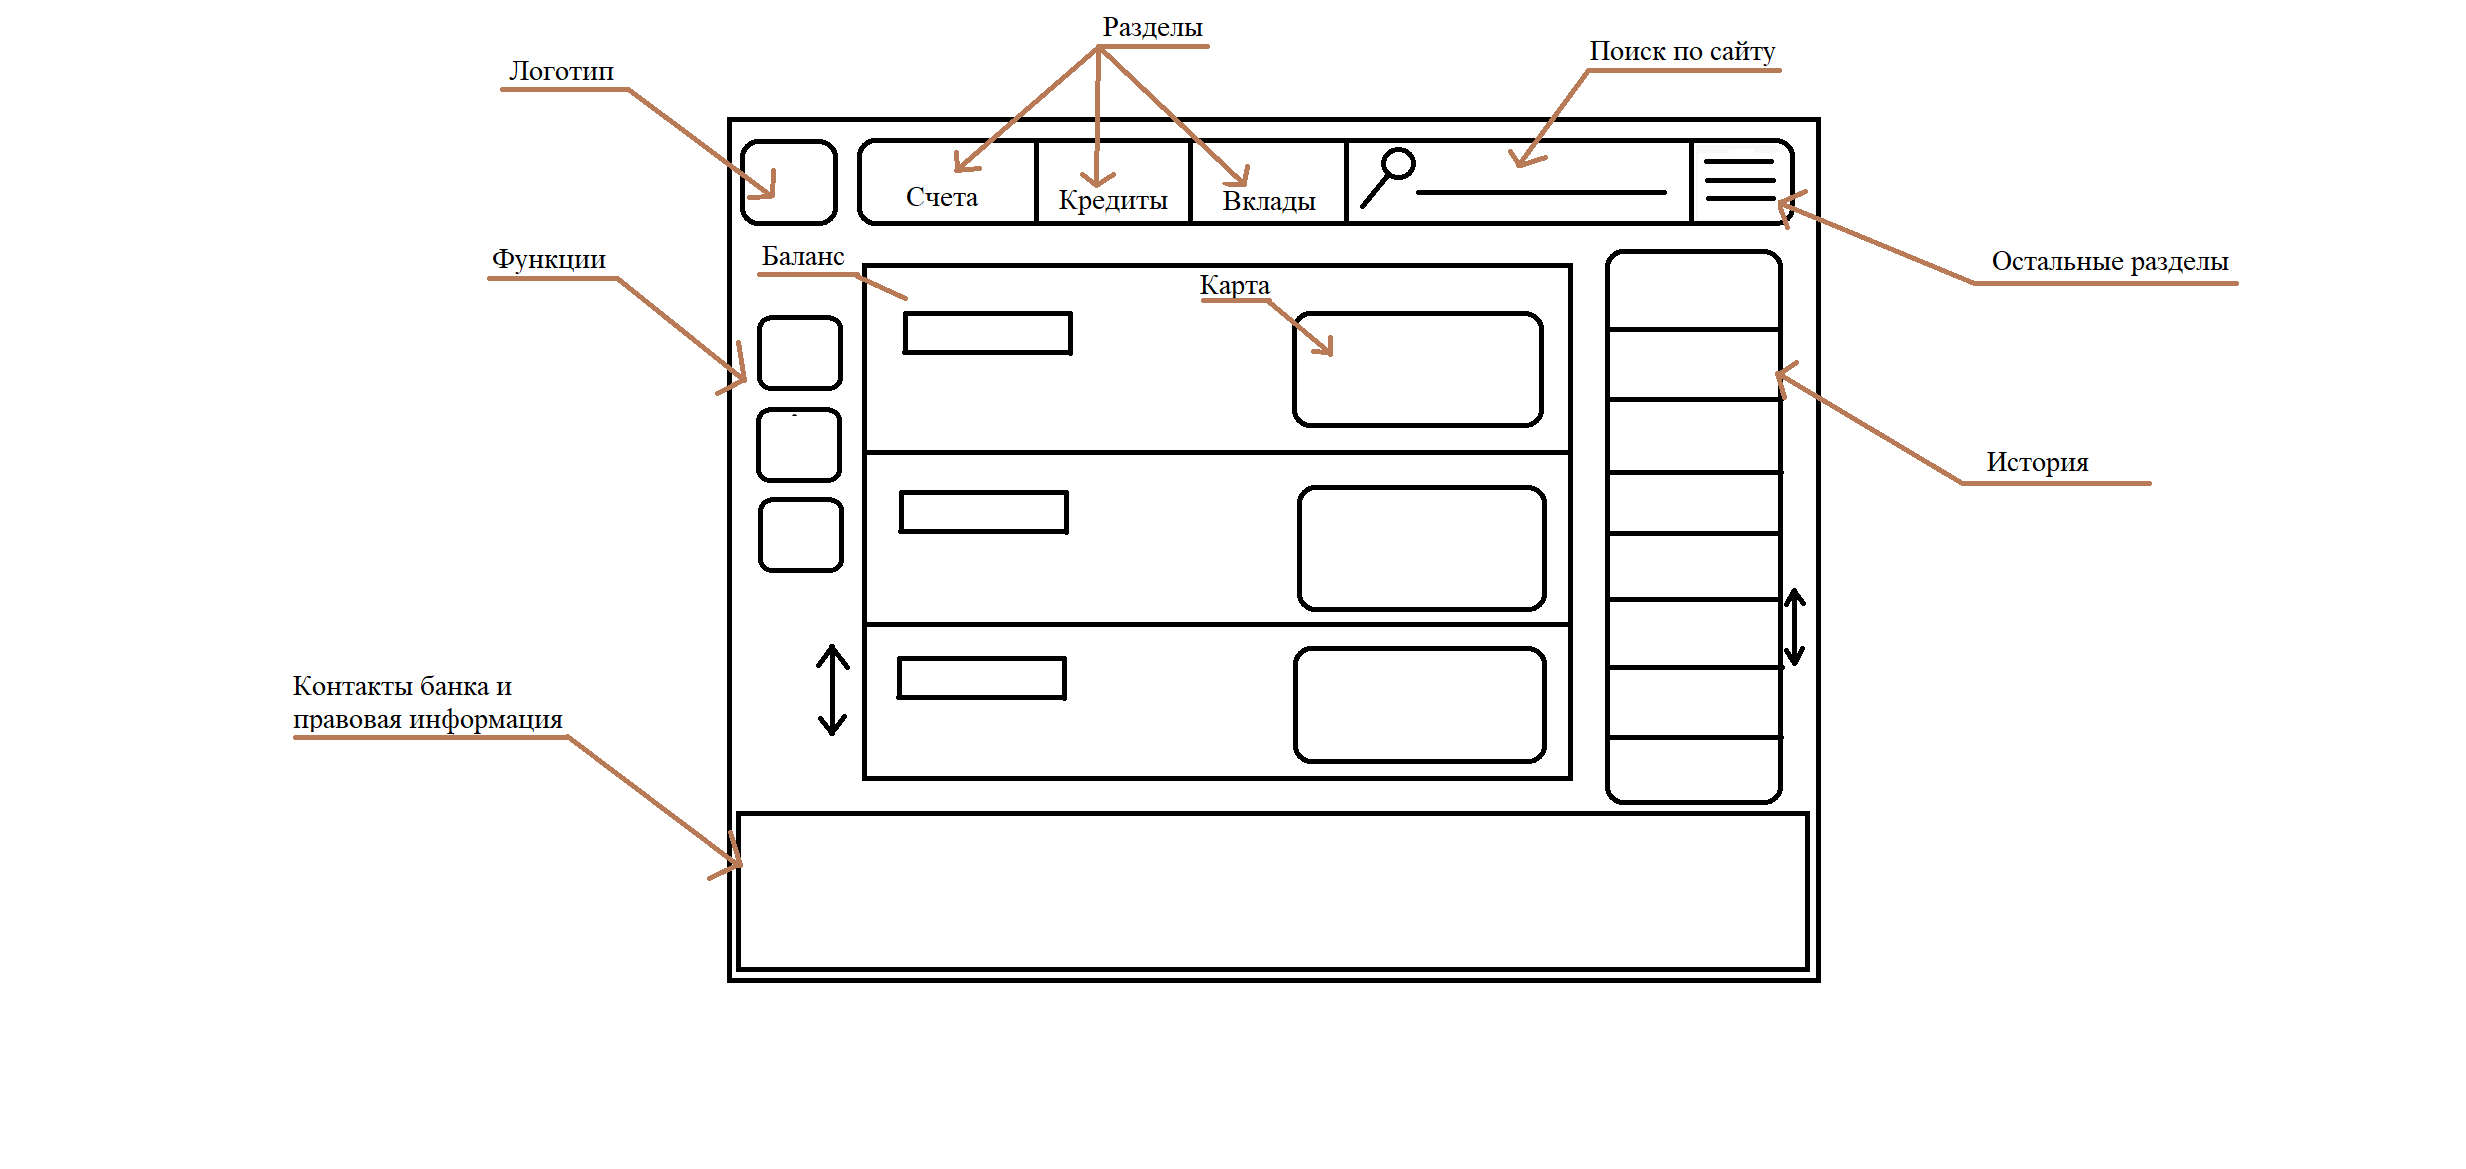 Разделы
Поиск по сайту
Логотип
Счета
Кредиты
Вклады
Функции
Баланс
Остальные разделы
Карта
История
Контакты банка и
правовая информация